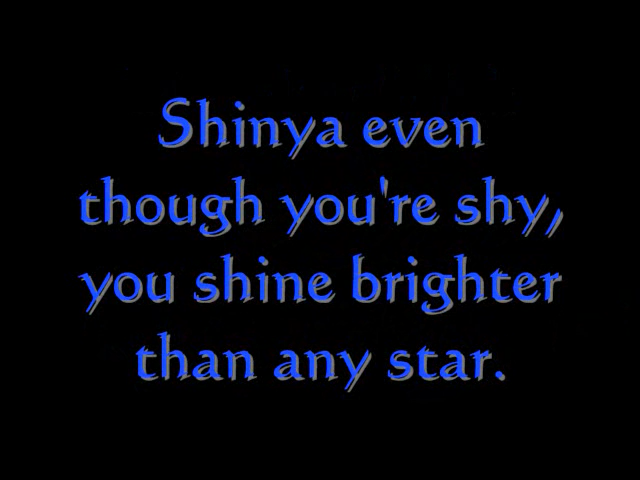 Shinya even
though you're shy,
you shine brighter
than any star.